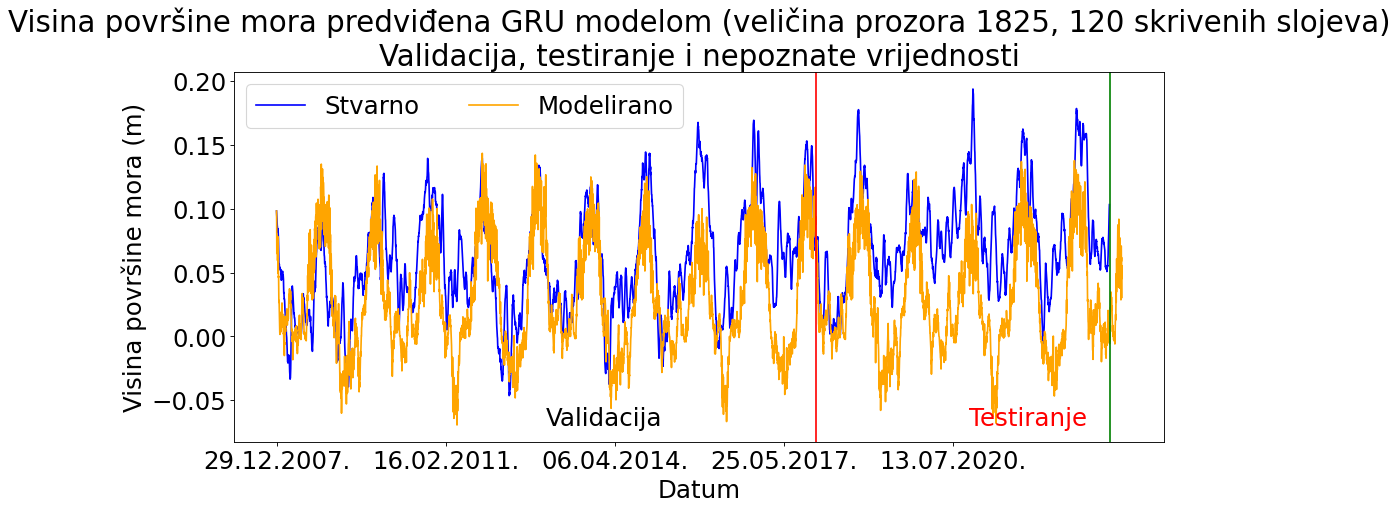 Visina površine mora predviđena GRU modelom (veličina prozora 1825, 120 skrivenih slojeva)
Validacija, testiranje i nepoznate vrijednosti
Stvarno
Modelirano
Visina površine mora (m)
0.20
0.15
0.10
0.05
0.00
−0.05
Validacija
Testiranje
29.12.2007.
16.02.2011.
06.04.2014.
25.05.2017.
13.07.2020.
Datum